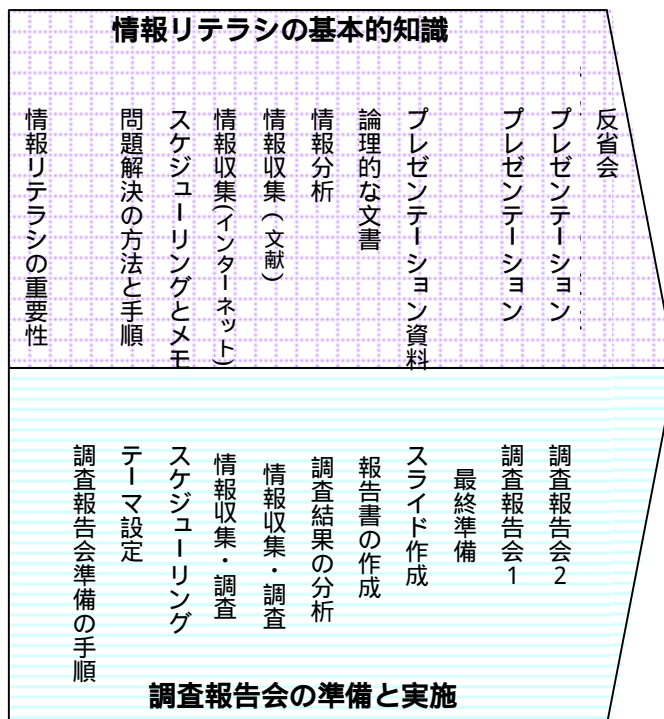 情報リテラシの基本的知識
情報リテラシの重要性
問題解決の方法と手順
スケジューリングとメモ
情報収集(インターネット)
情報収集(文献)
情報分析
論理的な文書
プレゼンテーション資料
プレゼンテーション
プレゼンテーション
反省会
調査報告会準備の手順
テーマ設定
スケジューリング
情報収集・調査
情報収集・調査
調査結果の分析
報告書の作成
スライド作成
最終準備
調査報告会1
調査報告会2
調査報告会の準備と実施